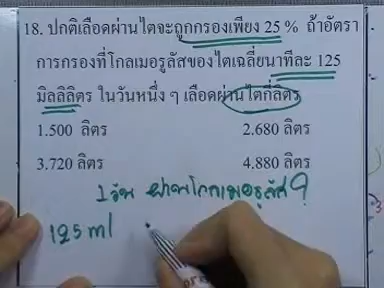 18. ปกติเลือดผ่านไตจะถูกกรองเพียง 25 % ถ้าอัตรา
การกรองที่โกลเมอรูลัสของไตเฉลี่ยนาทีละ 125
มิลลิลิตร ในวันหนึ่ง ๆ เลือดผ่านไตกี่ลิตร
1.500 ลิตร 2.680 ลิตร
3.720 ลิตร 4.880 ลิตร
1 วัน ผ่านโกลเมอรูลัส ?
125 ml